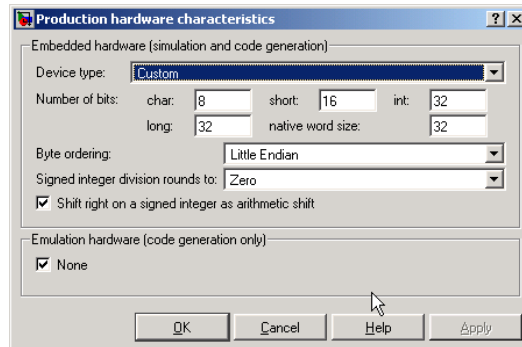 Production hardware characteristics
Embedded hardware (simulation and code generation)
Device type: Custom
Number of bits: char: 8 short: 16 int: 32
long: 32 native word size: 32
Byte ordering: Little Endian
Signed integer division rounds to: Zero
Shift right on a signed integer as arithmetic shift
Emulation hardware (code generation only)
None
OK Cancel Help Apply